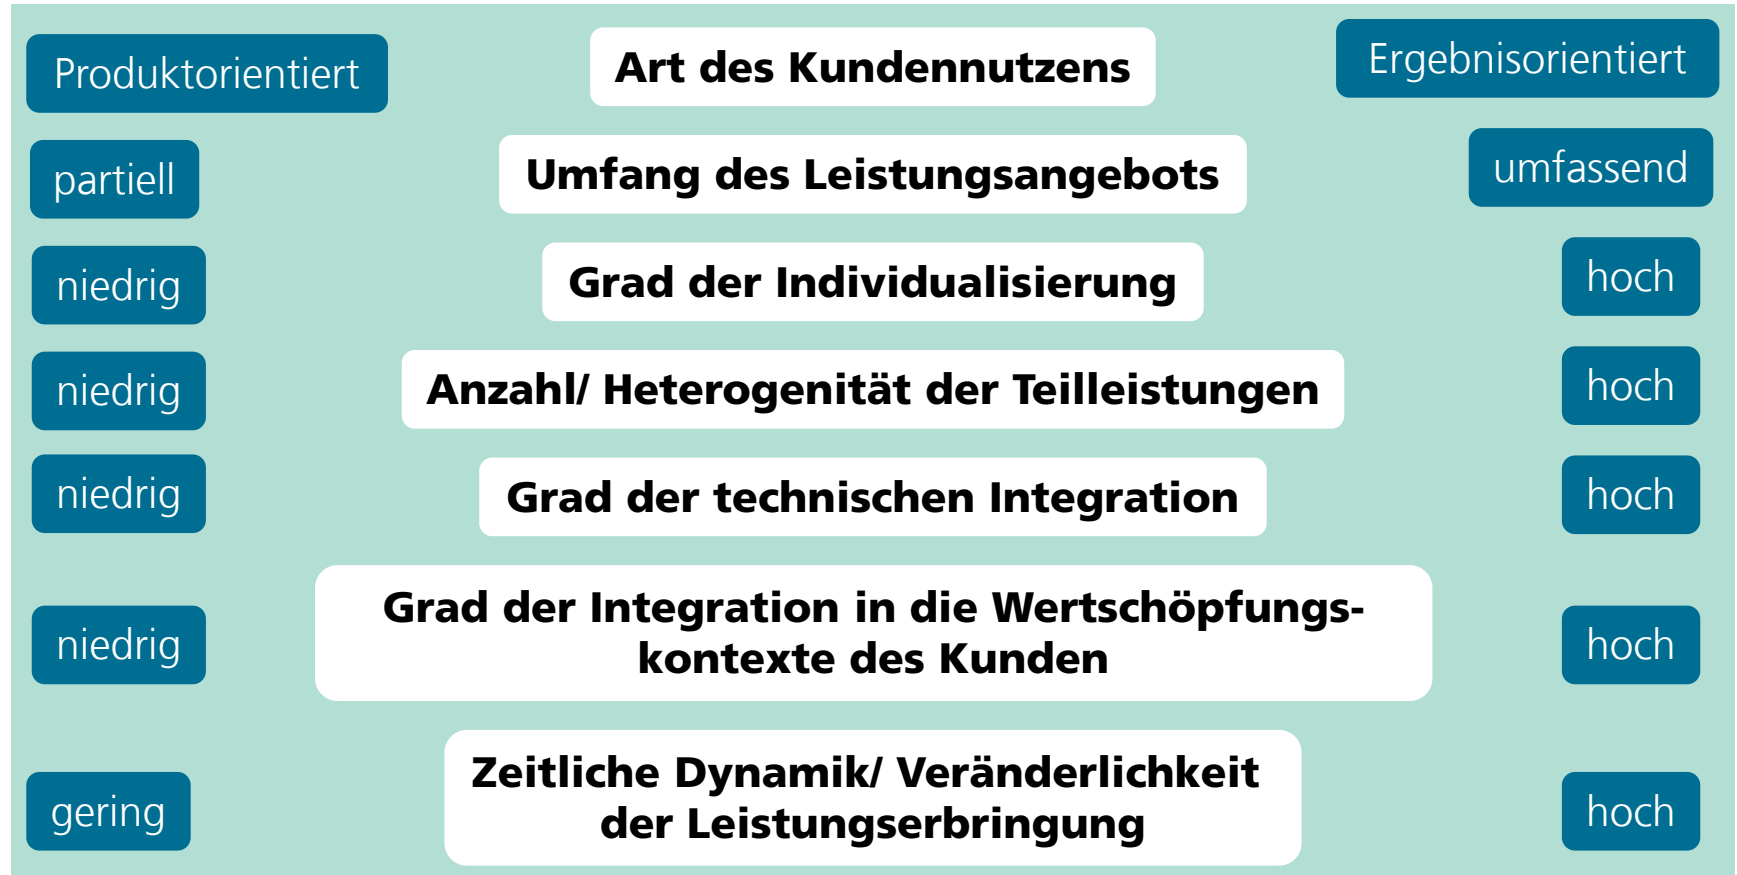 Produktorientiert
Art des Kundennutzens
Ergebnisorientiert
partiell
Umfang des Leistungsangebots
umfassend
niedrig
Grad der Individualisierung
hoch
niedrig
Anzahl/ Heterogenität der Teilleistungen
hoch
niedrig
Grad der technischen Integration
hoch
niedrig
Grad der Integration in die Wertschöpfungs-
kontexte des Kunden
hoch
gering
Zeitliche Dynamik/ Veränderlichkeit
der Leistungserbringung
hoch